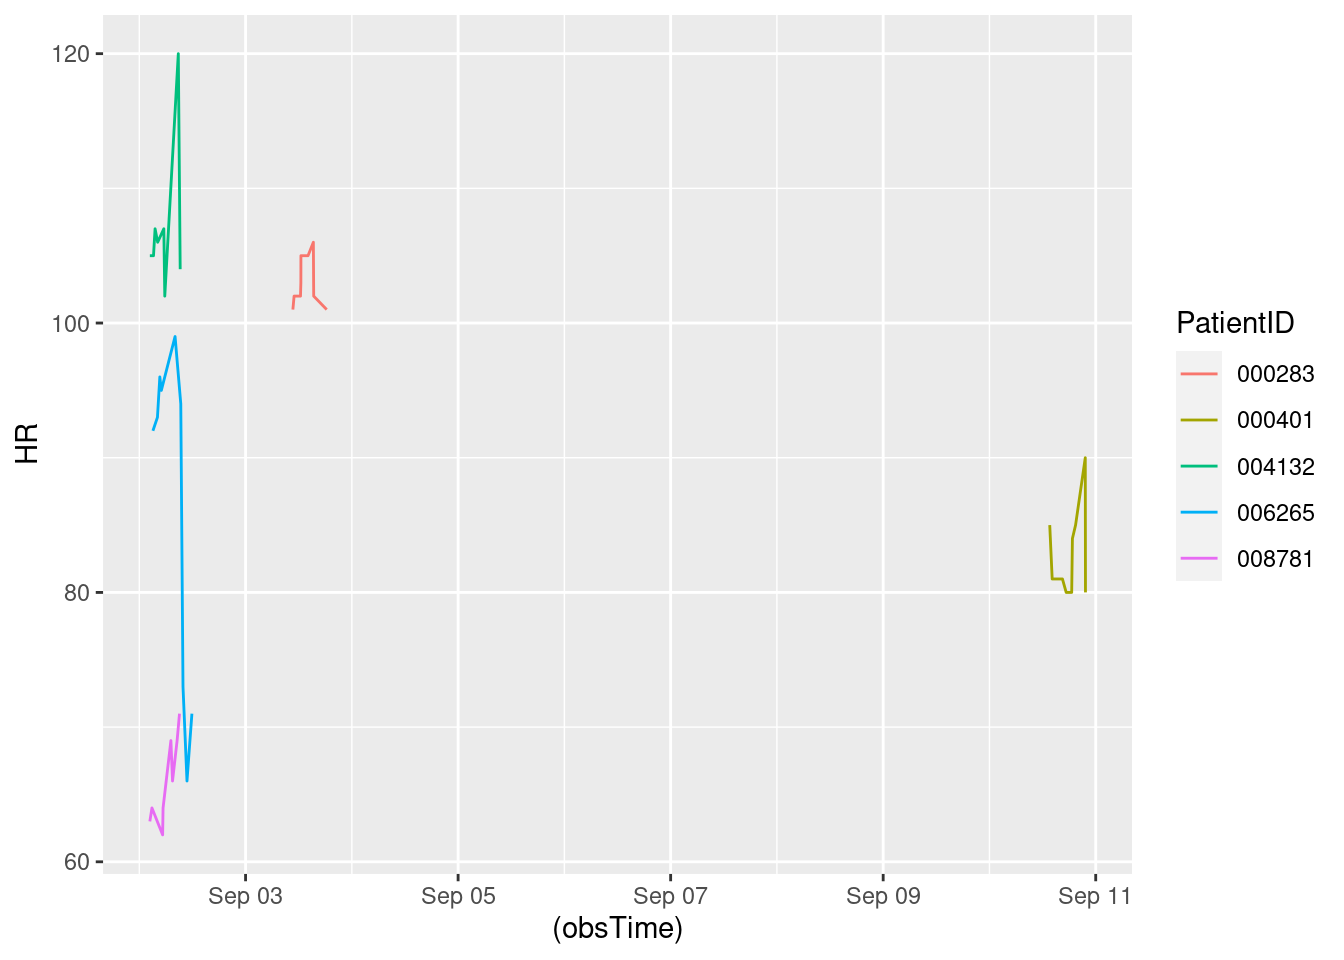 120
100
80
60
HR
Sep 03
Sep 05
Sep 07
Sep 09
Sep 11
(obsTime)
PatientID
000283
000401
004132
006265
008781